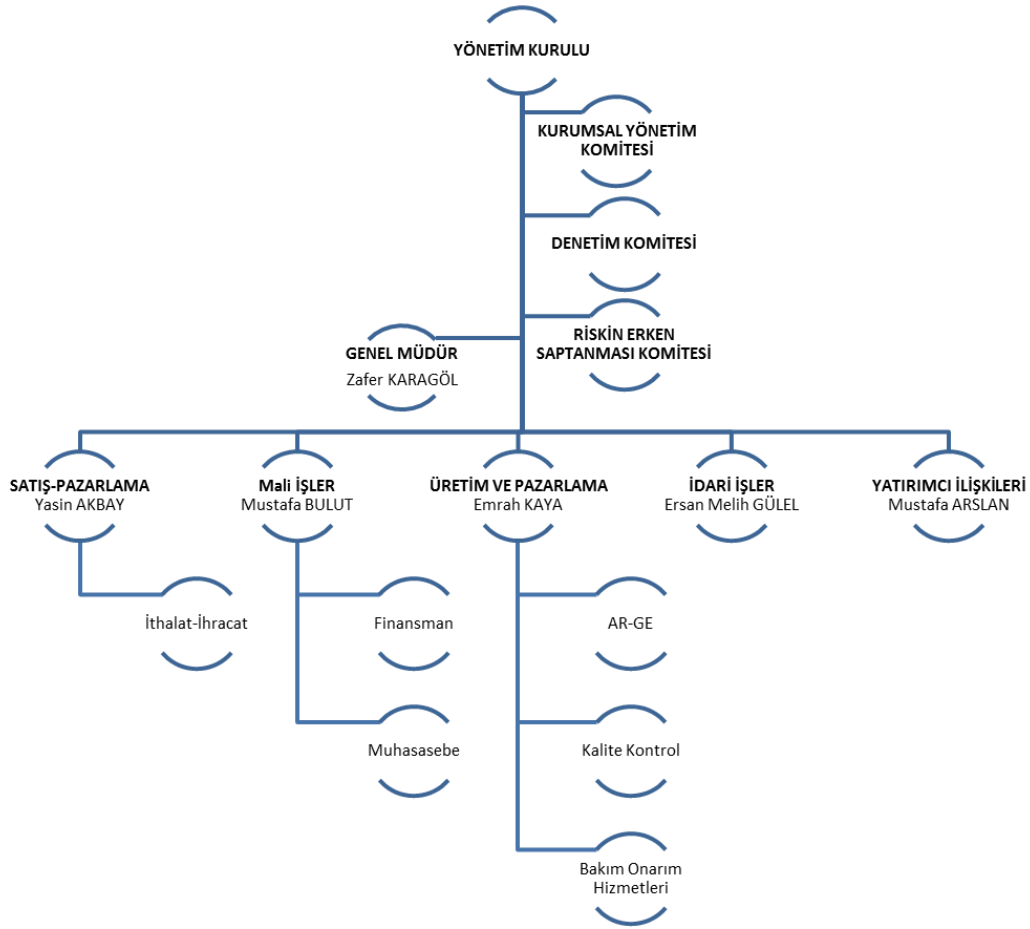 YÖNETİM KURULU
KURUMSAL YÖNETİM
KOMİTESİ
DENETİM KOMİTESİ
RİSKİN ERKEN
SAPTANMASI KOMİTESİ
GENEL MÜDÜR
Zafer KARAGÖL
SATIŞ-PAZARLAMA
Yasin AKBAY
Mali İŞLER
Mustafa BULUT
ÜRETİM VE PAZARLAMA
Emrah KAYA
İDARİ İŞLER
Ersan Melih GÜLEL
YATIRIMCI İLİŞKİLERİ
Mustafa ARSLAN
İthalat-İhracat
Finansman
AR-GE
Muhasasebe
Kalite Kontrol
Bakım Onarım
Hizmetleri